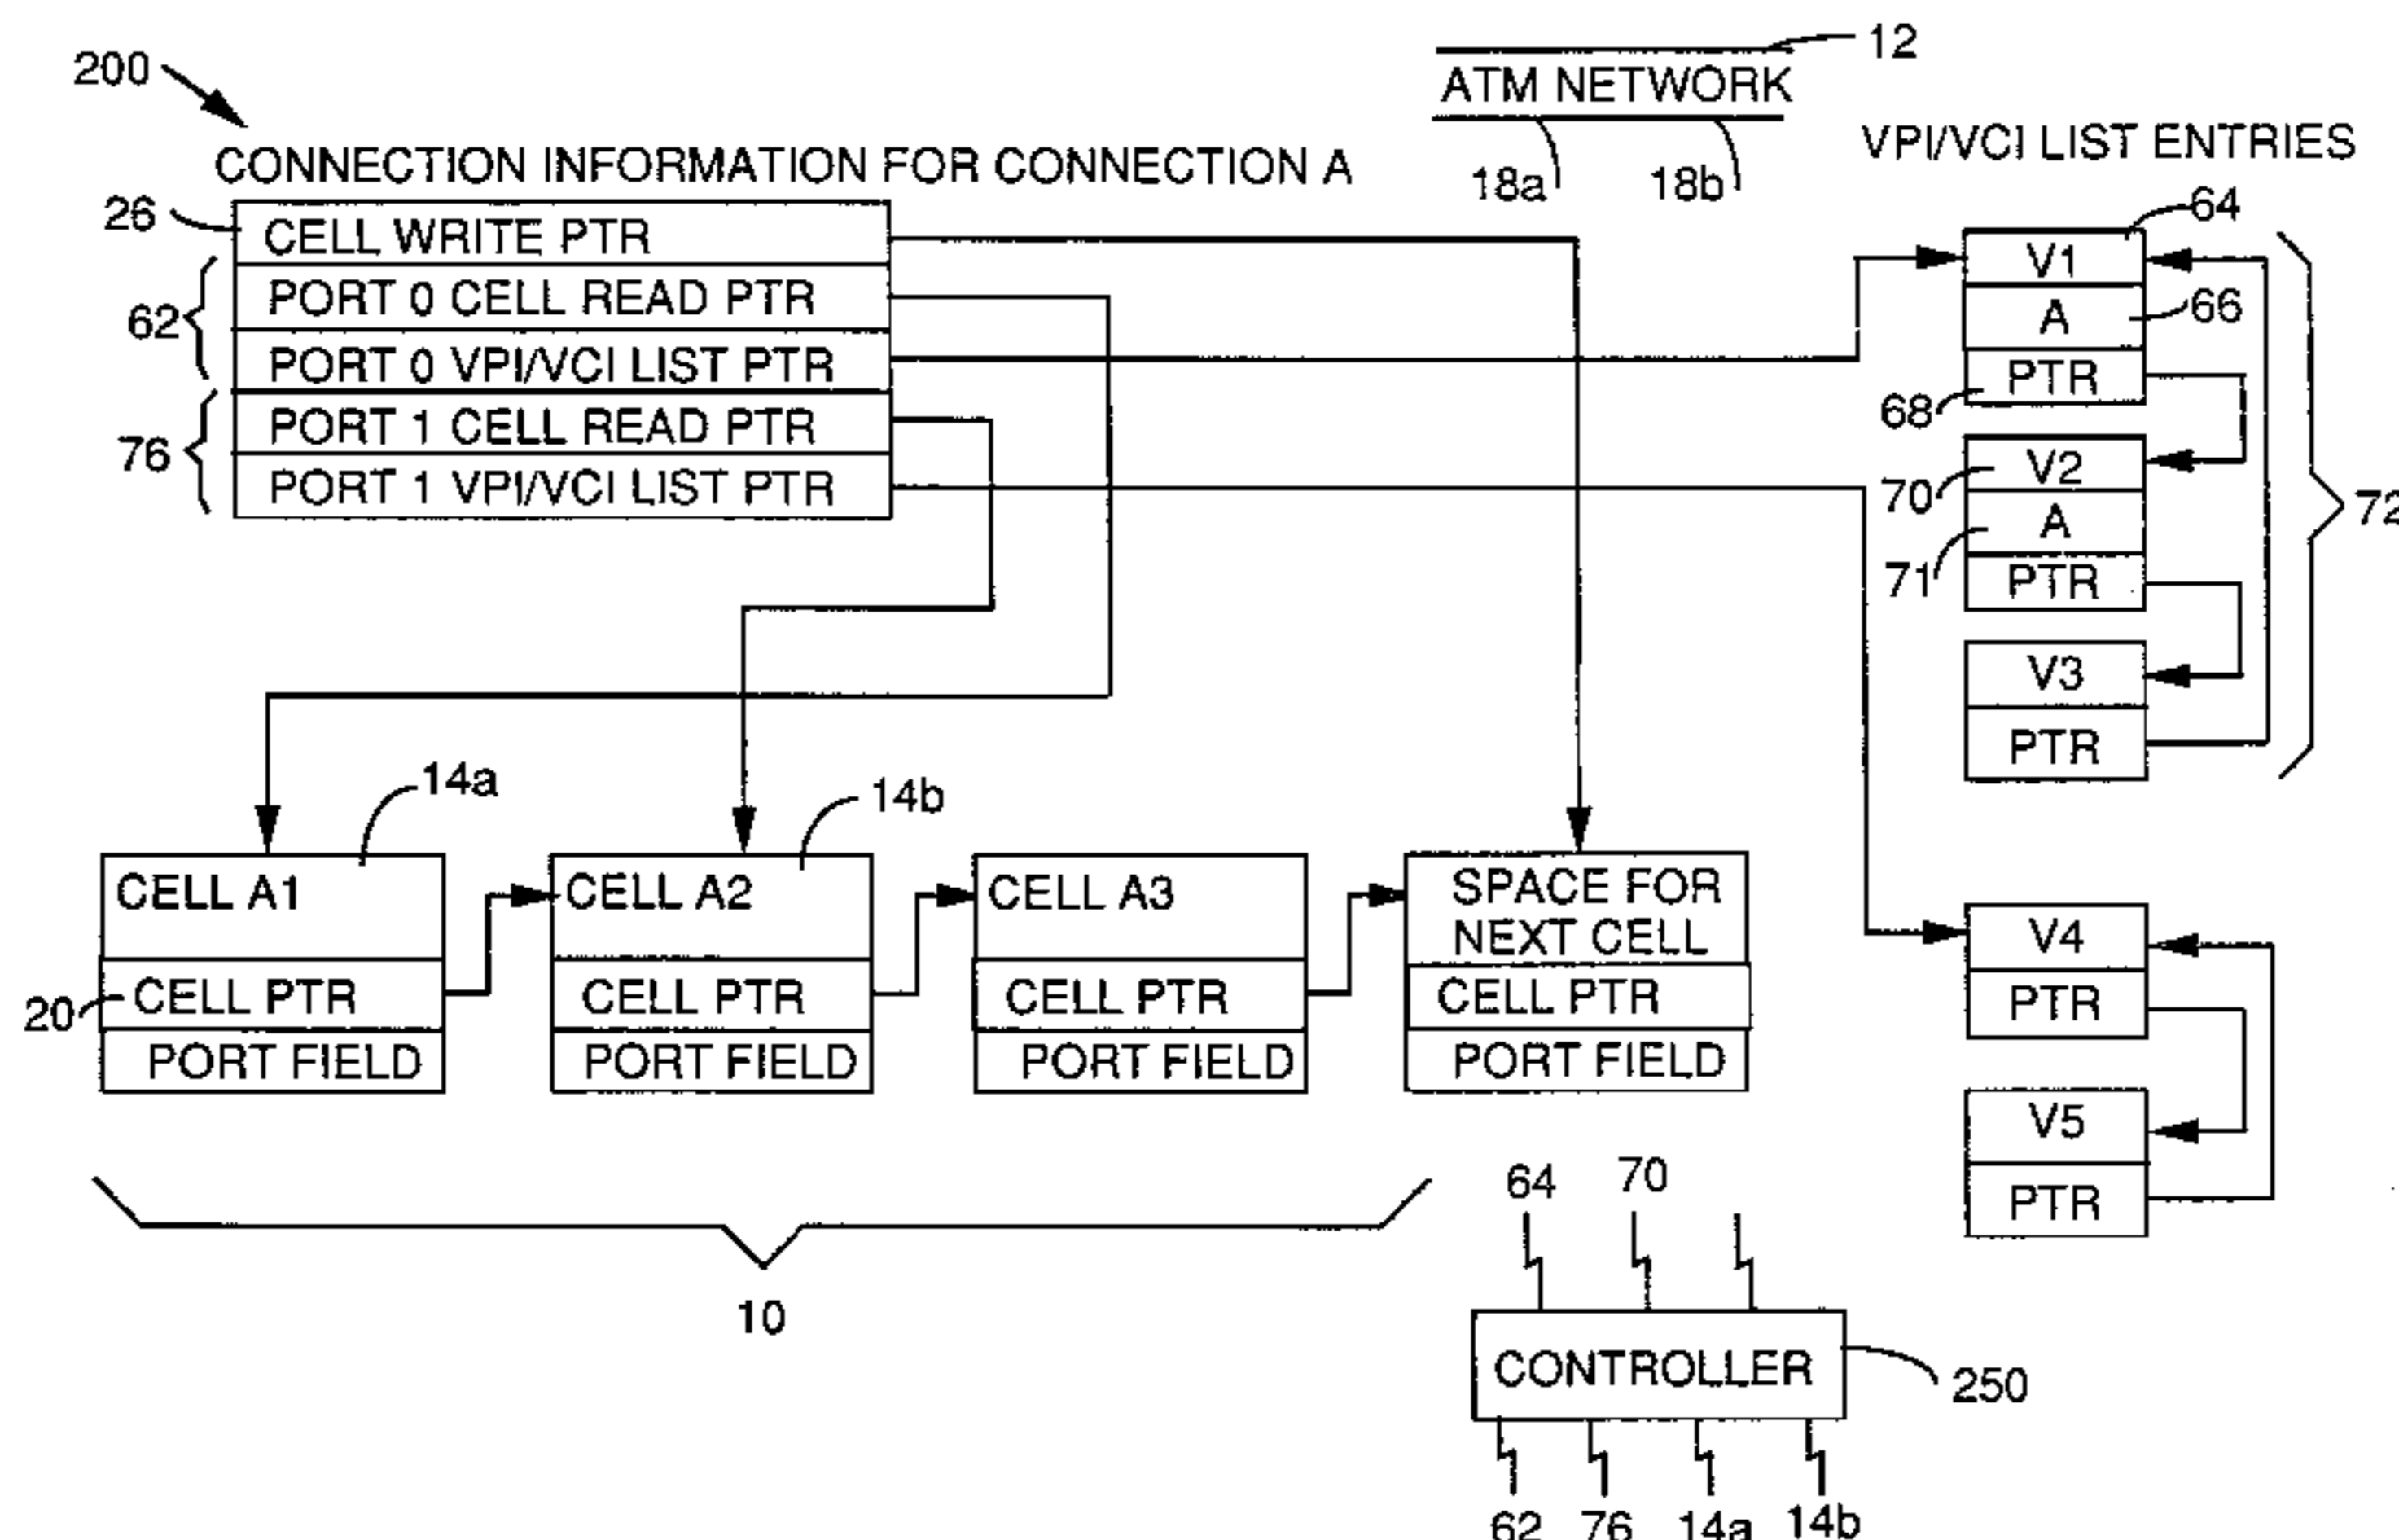 200
12
ATM NETWORK
18a 18b
CONNECTION INFORMATION FOR CONNECTION A
VPI/VCI LIST ENTRIES
26
CELL WRITE PTR
62
PORT 0 CELL READ PTR
PORT 0 VPI/VCI LIST PTR
76
PORT 1 CELL READ PTR
PORT 1 VPI/VCI LIST PTR
64
V1
A
66
PTR
68
V2
70
A
71
PTR
V3
PTR
72
14a
CELL A1
20
CELL PTR
PORT FIELD
14b
CELL A2
CELL PTR
PORT FIELD
CELL A3
CELL PTR
PORT FIELD
SPACE FOR
NEXT CELL
CELL PTR
PORT FIELD
V4
PTR
V5
PTR
10
64 70
CONTROLLER
250
62 76 14a 14b